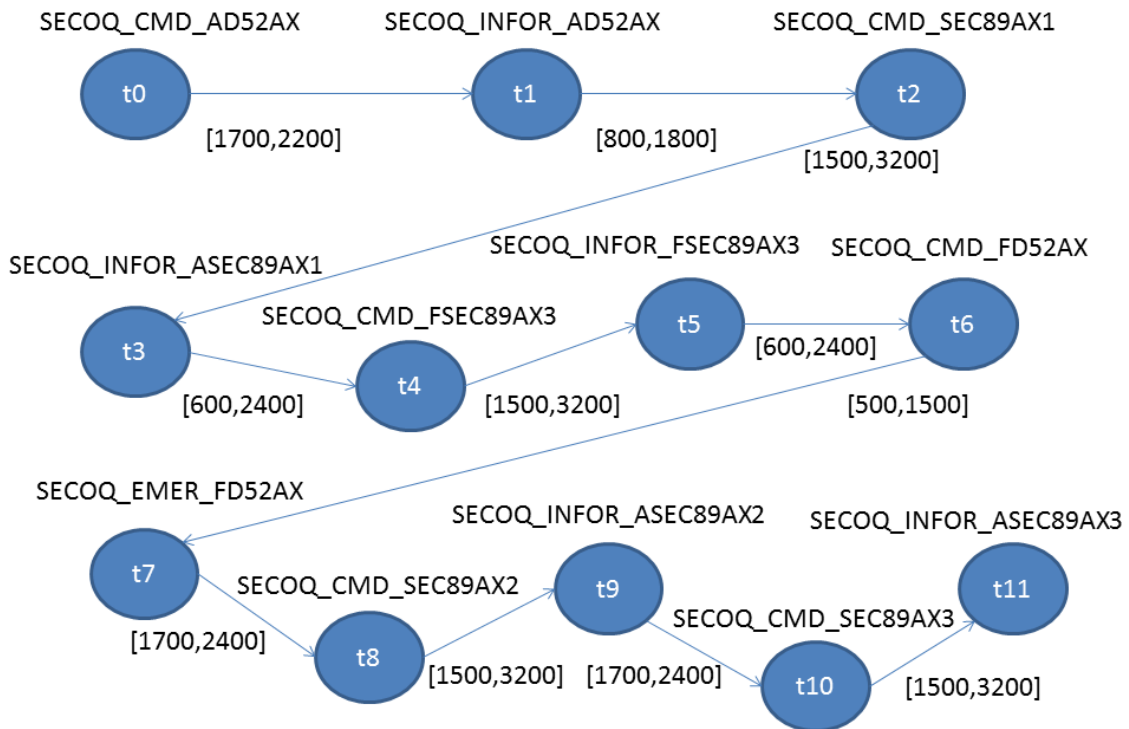 SECOQ_CMD_AD52AX
SECOQ_INFOR_AD52AX
SECOQ_CMD_SEC89AX1
t0
t1
t2
[1700,2200]
[800,1800]
[1500,3200]
SECOQ_INFOR_ASEC89AX1
SECOQ_INFOR_FSEC89AX3
SECOQ_CMD_FD52AX
SECOQ_CMD_FSEC89AX3
t3
t4
t5
t6
[600,2400]
[1500,3200]
[600,2400]
[500,1500]
SECOQ_EMER_FD52AX
SECOQ_INFOR_ASEC89AX2
SECOQ_INFOR_ASEC89AX3
SECOQ_CMD_SEC89AX2
SECOQ_CMD_SEC89AX3
t7
t8
t9
t10
t11
[1700,2400]
[1500,3200]
[1700,2400]
[1500,3200]